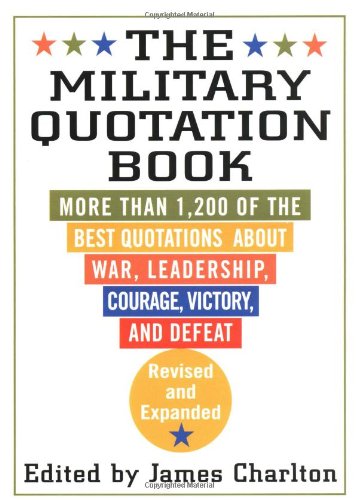 THE
MILITARY
QUOTATION
BOOK
MORE THAN 1,200 OF THE
BEST QUOTATIONS ABOUT
WAR, LEADERSHIP,
COURAGE, VICTORY,
AND DEFEAT
Revised
and
Expanded
Edited by James Charlton